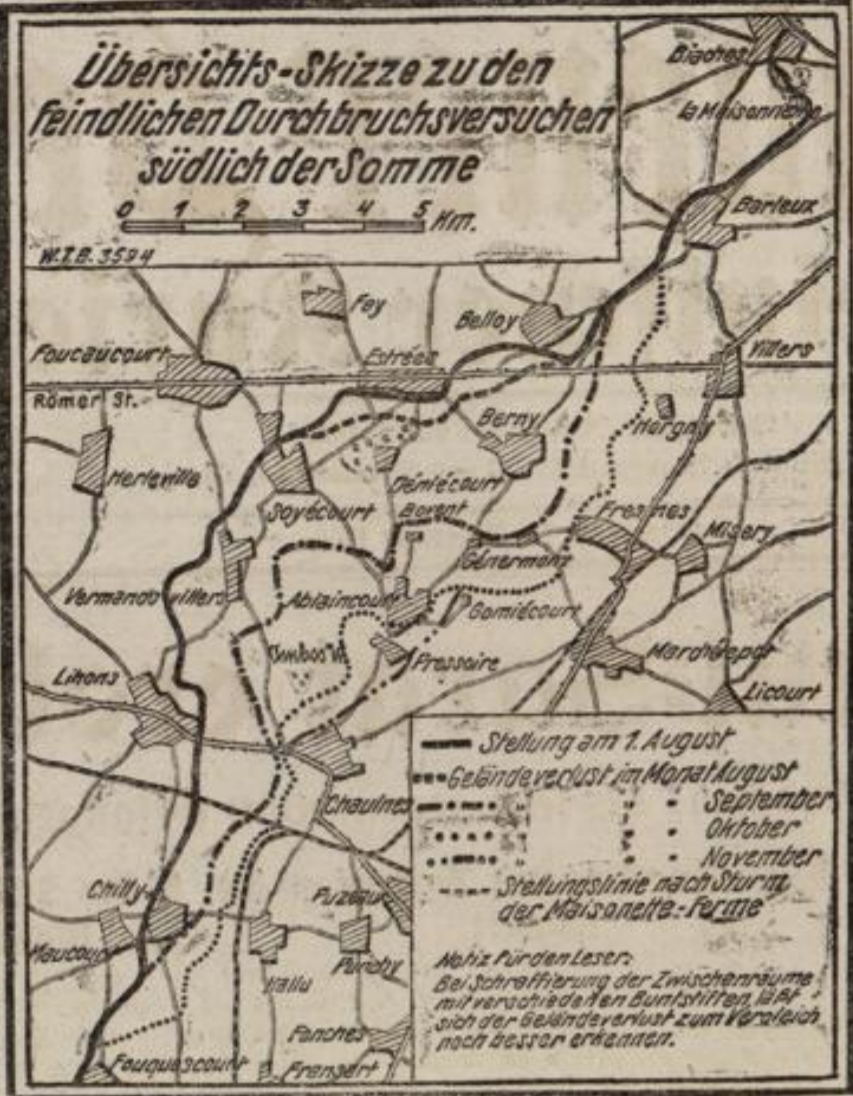 Übersichts-Skizze zu den
feindlichen Durchbruchsversuchen
südlich der Somme
0 1 2 3 4 5 Km.
W.T.B. 3594
Biaches
la Maisonnette
Barleux
Fay
Belloy
Foucaucourt
Estrées
Villers
Römer St.
Berny
Horgny
Herleville
Déniécourt
Soyécourt
Bovent
Fresnes
Misery
Génermont
Vermandovillers
Ablaincourt
Gomiécourt
Pressoire
Marchélepot
Lihons
Licourt
Chaulnes
Chilly
Puzeaux
Maucourt
Hallu
Punchy
Fonches
Fouquescourt
Fransart
Stellung am 1. August
Geländeverlust im Monat August
" " " September
" " " Oktober
" " " November
Stellungslinie nach Sturm
der Maisonette-Ferme
Notiz für den Leser:
Bei Schraffierung der Zwischenräume
mit verschiedenen Buntstiften, läßt
sich der Geländeverlust zum Vergleich
noch besser erkennen.